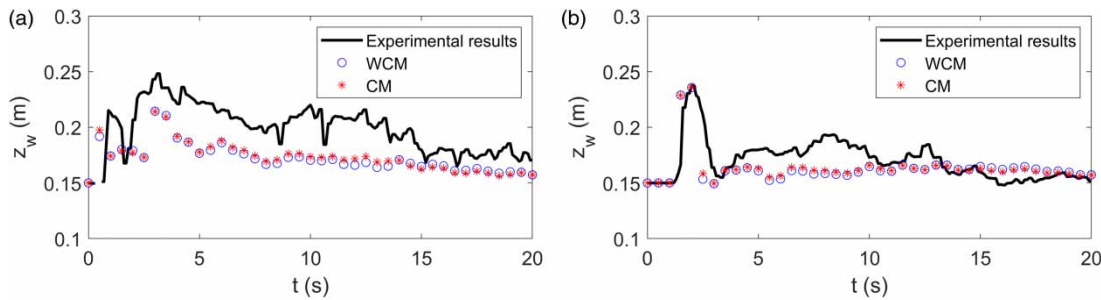 (a)
0.3
0.25
0.2
0.15
0.1
z_w (m)
0 5 10 15 20
t (s)
Experimental results
WCM
CM
(b)
0.3
0.25
0.2
0.15
0.1
z_w (m)
0 5 10 15 20
t (s)
Experimental results
WCM
CM